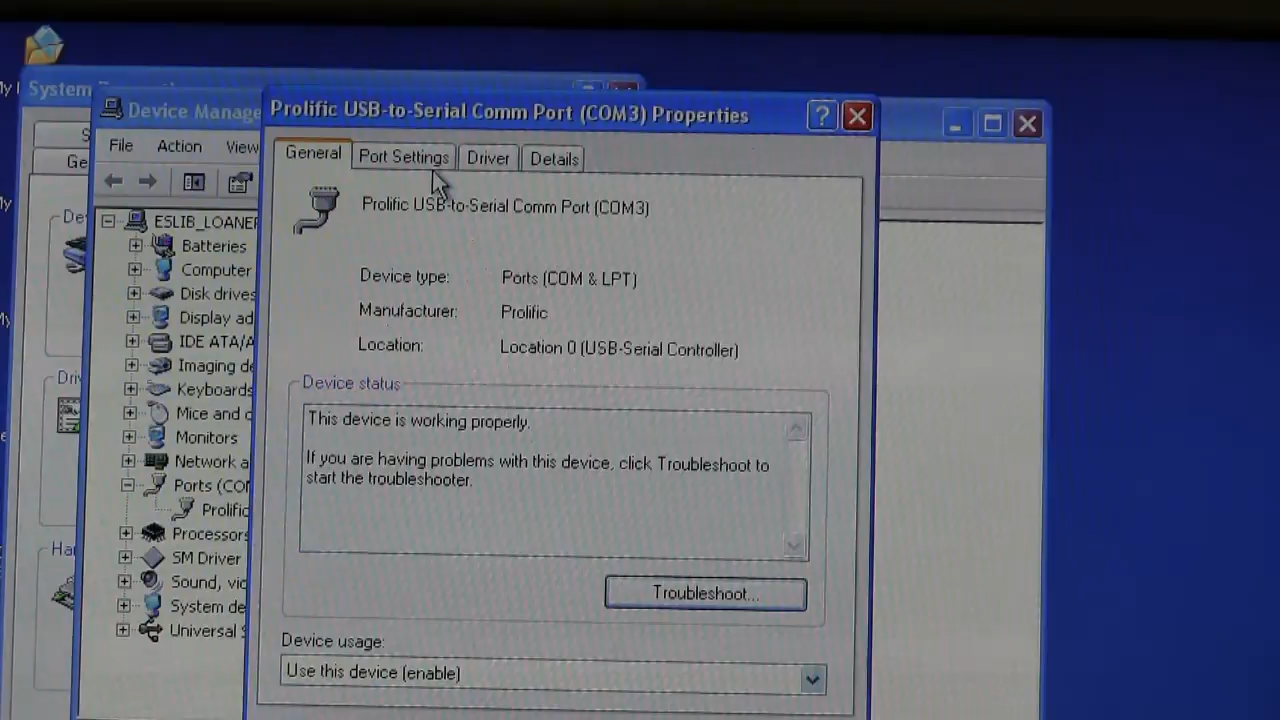 System
Device Manage
Prolific USB-to-Serial Comm Port (COM3) Properties
File Action View
General Port Settings Driver Details
Prolific USB-to-Serial Comm Port (COM3)
ESLIB_LOANER
Batteries
Computer
Disk drives
Display ad
IDE ATA/A
Imaging de
Keyboards
Mice and o
Monitors
Network a
Ports (CO
Prolific
Processors
SM Driver
Sound, vid
System de
Universal S
Device type: Ports (COM & LPT)
Manufacturer: Prolific
Location: Location 0 (USB-Serial Controller)
Device status
This device is working properly.
If you are having problems with this device, click Troubleshoot to
start the troubleshooter.
Troubleshoot...
Device usage:
Use this device (enable)